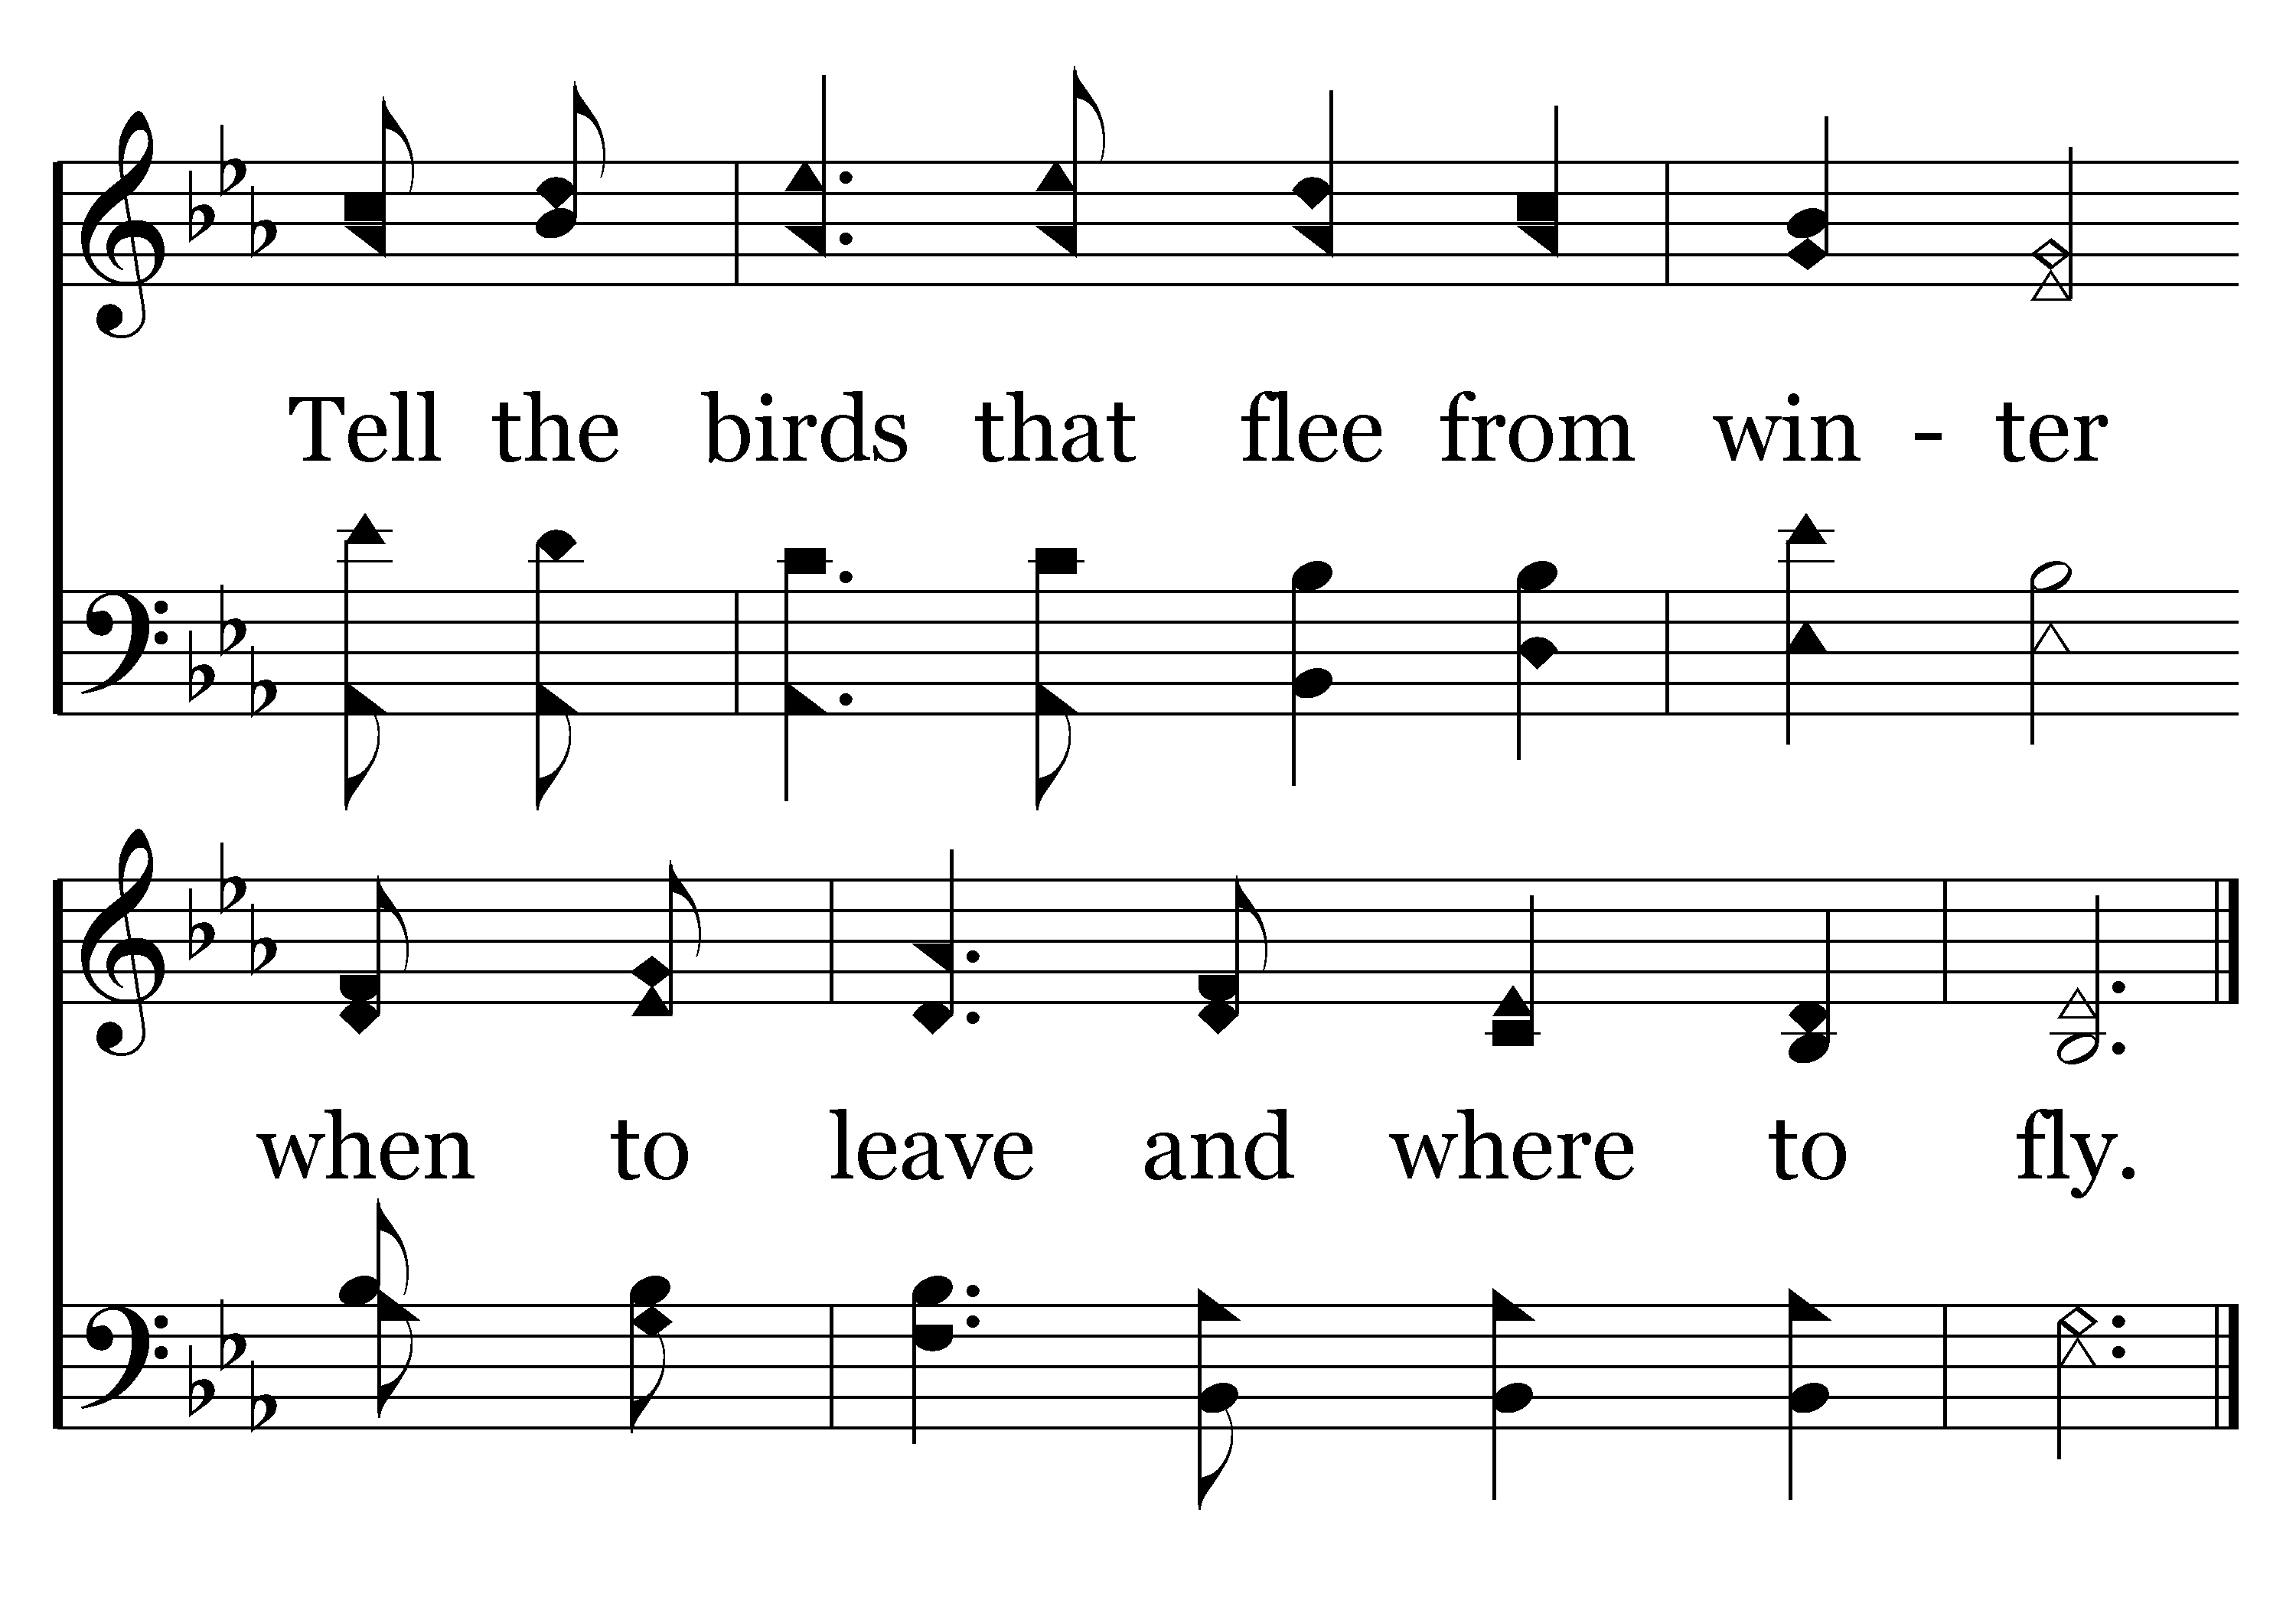 Tell the birds that flee from win - ter
when to leave and where to fly.